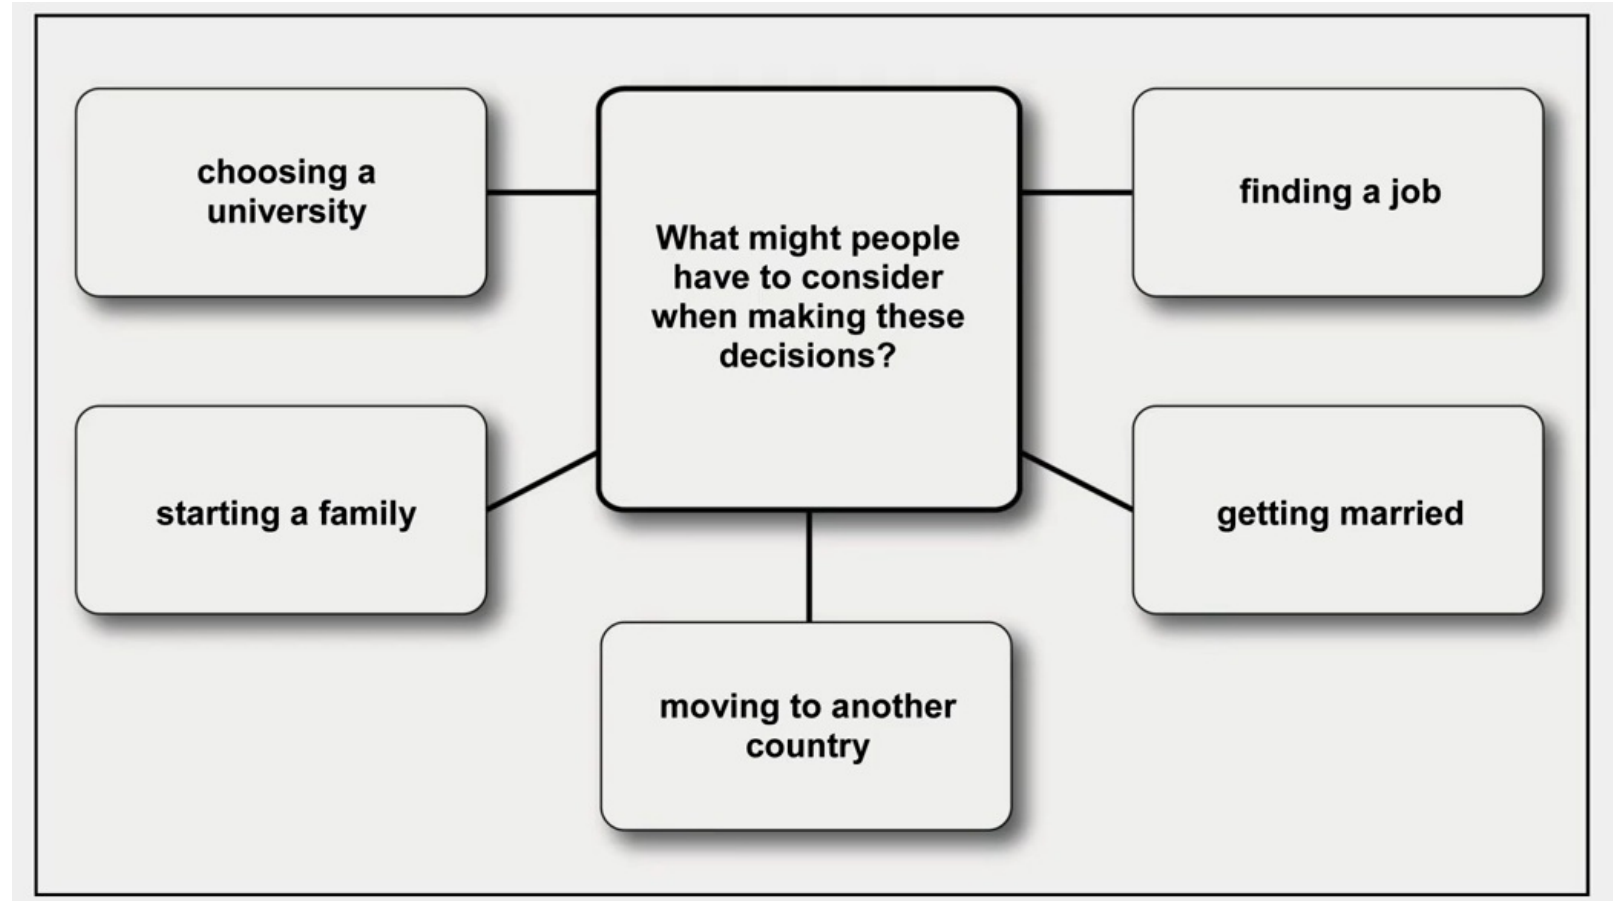 choosing a
university
What might people
have to consider
when making these
decisions?
finding a job
starting a family
getting married
moving to another
country